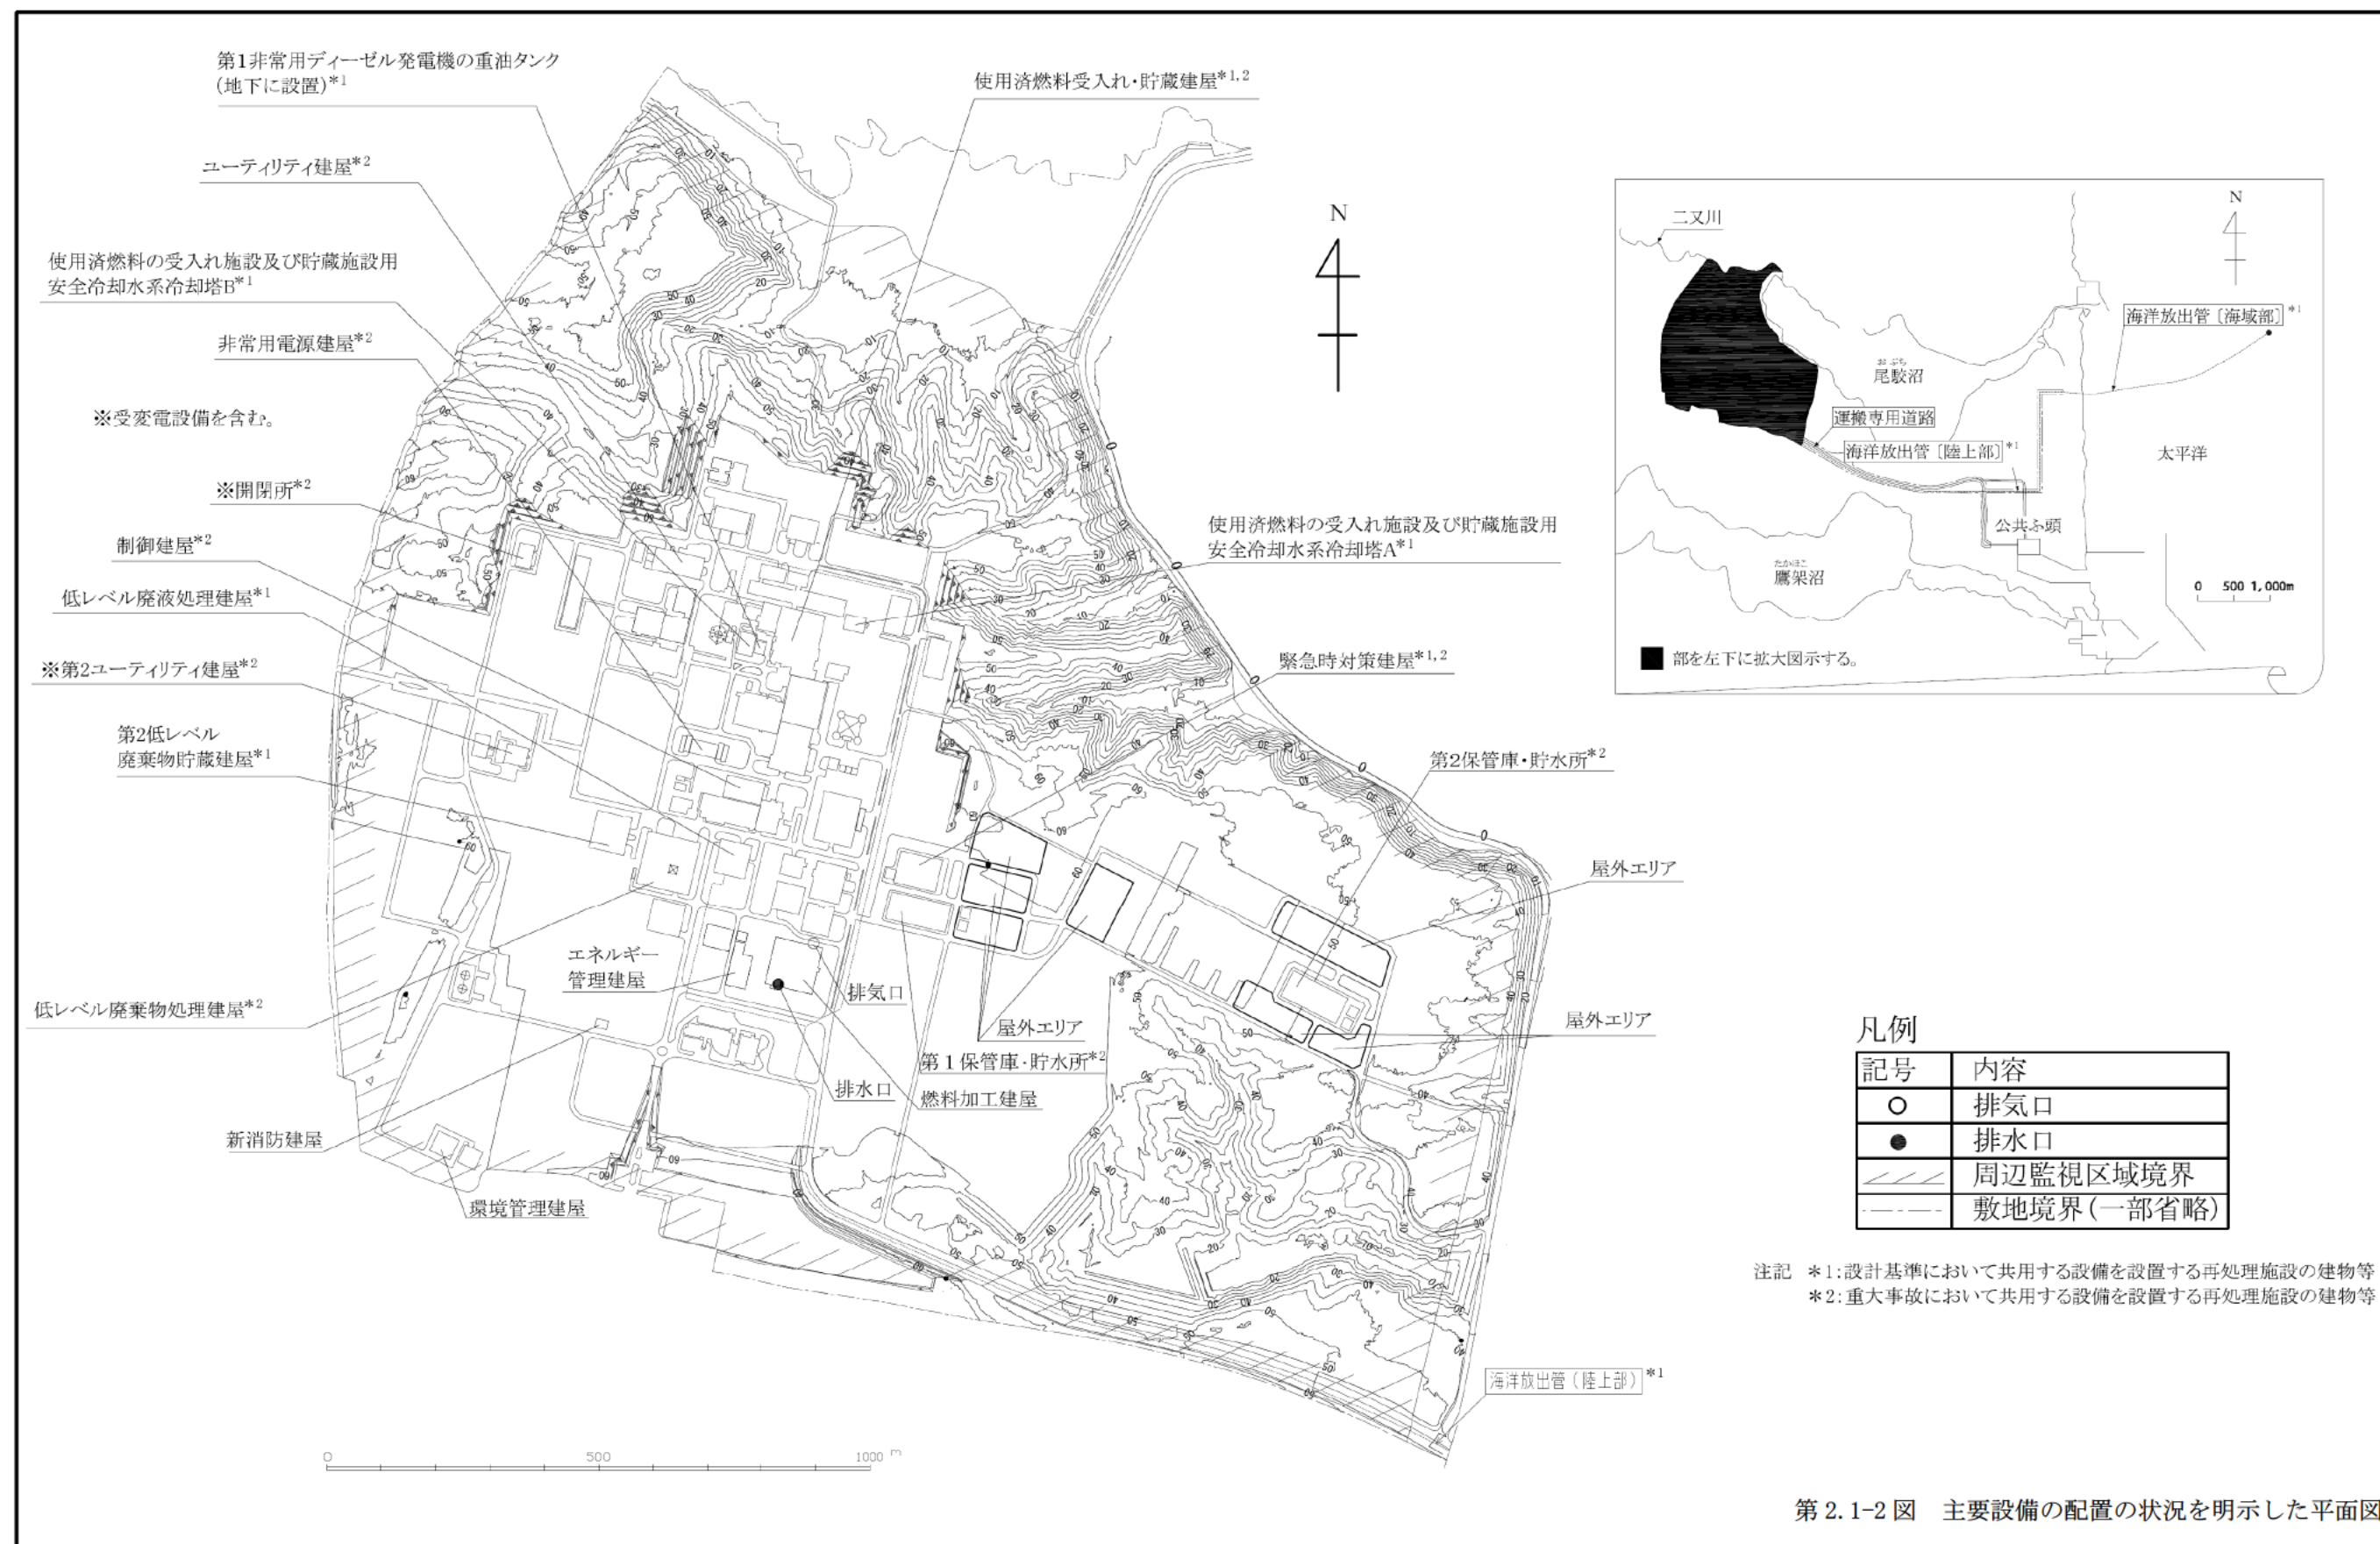 第1非常用ディーゼル発電機の重油タンク
(地下に設置)*1
使用済燃料受入れ・貯蔵建屋*1,2
ユーティリティ建屋*2
使用済燃料の受入れ施設及び貯蔵施設用
安全冷却水系冷却塔B*1
非常用電源建屋*2
※受変電設備を含む。
※開閉所*2
制御建屋*2
低レベル廃液処理建屋*1
※第2ユーティリティ建屋*2
第2低レベル
廃棄物貯蔵建屋*1
低レベル廃棄物処理建屋*2
新消防建屋
環境管理建屋
エネルギー
管理建屋
排気口
排水口
燃料加工建屋
第1保管庫・貯水所*2
屋外エリア
N
使用済燃料の受入れ施設及び貯蔵施設用
安全冷却水系冷却塔A*1
緊急時対策建屋*1,2
第2保管庫・貯水所*2
屋外エリア
屋外エリア
海洋放出管(陸上部)*1
0 500 1000 m
二又川
N
海洋放出管〔海域部〕*1
おぶち
尾駮沼
運搬専用道路
海洋放出管〔陸上部〕*1
太平洋
公共ふ頭
たかほこ
鷹架沼
0 500 1,000m
部を左下に拡大図示する。
凡例
記号 内容
排気口
排水口
周辺監視区域境界
敷地境界(一部省略)
注記 *1:設計基準において共用する設備を設置する再処理施設の建物等
*2:重大事故において共用する設備を設置する再処理施設の建物等
第2.1-2図 主要設備の配置の状況を明示した平面図